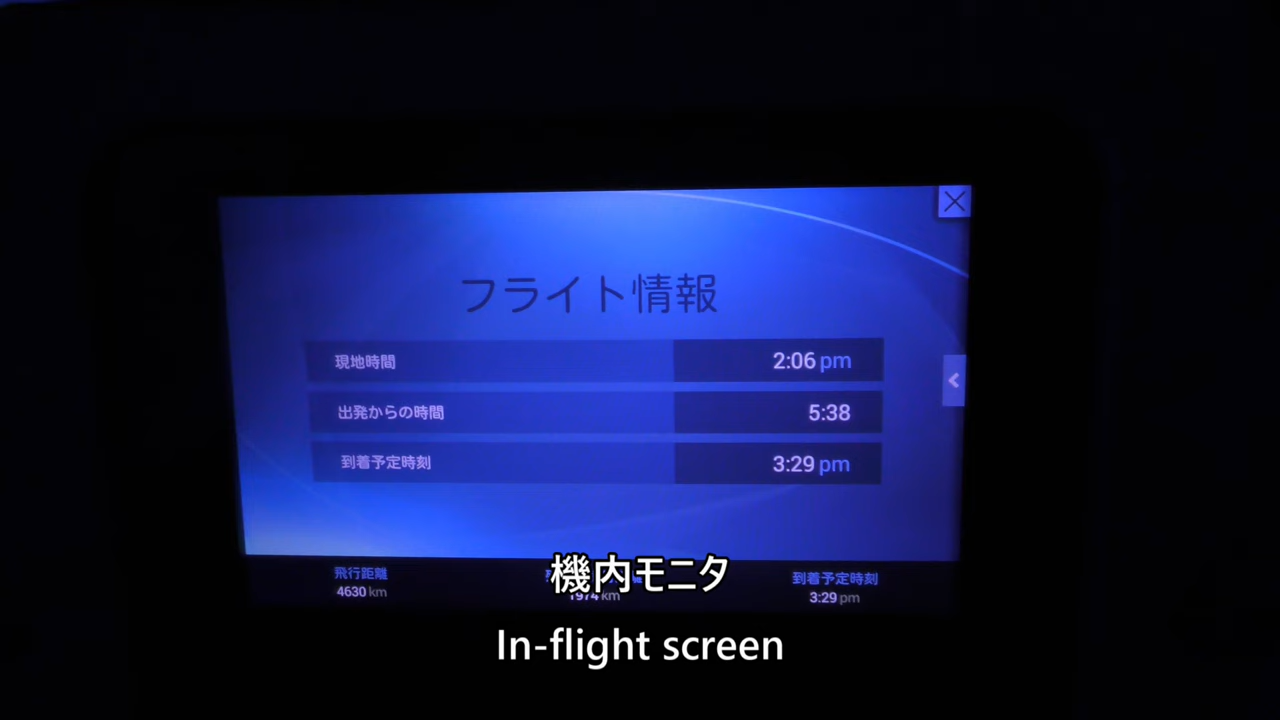 フライト情報
現地時間 2:06 pm
出発からの時間 5:38
到着予定時刻 3:29 pm
飛行距離 到着予定時刻
4630 km 1974 km 3:29 pm
機内モニタ
In-flight screen